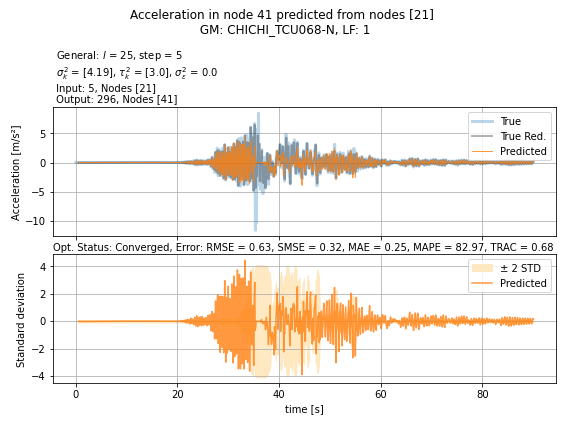 Acceleration in node 41 predicted from nodes [21]
GM: CHICHI_TCU068-N, LF: 1
General: l = 25, step = 5
σ²ₖ = [4.19], τ²ₖ = [3.0], σ²ε = 0.0
Input: 5, Nodes [21]
Output: 296, Nodes [41]
Acceleration [m/s²]
5
0
−5
−10
True
True Red.
Predicted
Opt. Status: Converged, Error: RMSE = 0.63, SMSE = 0.32, MAE = 0.25, MAPE = 82.97, TRAC = 0.68
Standard deviation
4
2
0
−2
−4
± 2 STD
Predicted
0 20 40 60 80
time [s]